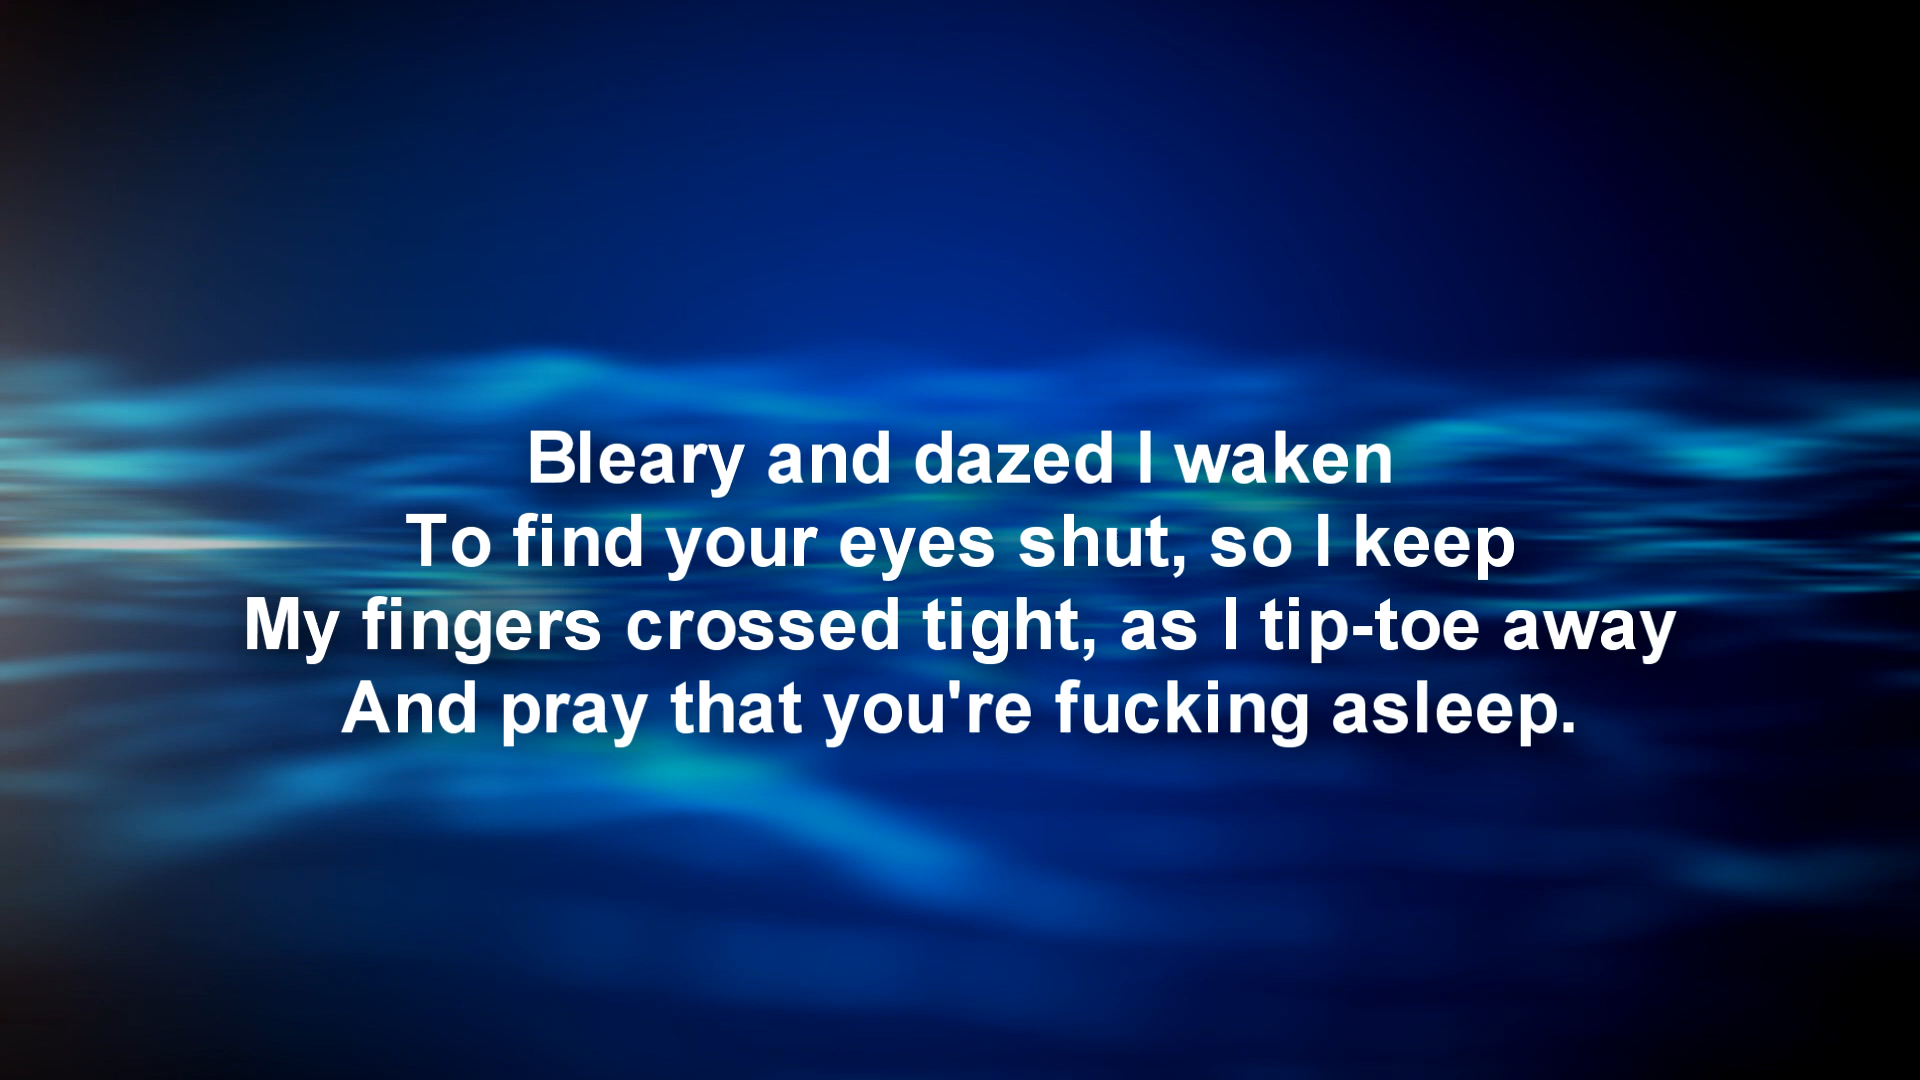 Bleary and dazed I waken
To find your eyes shut, so I keep
My fingers crossed tight, as I tip-toe away
And pray that you're fucking asleep.